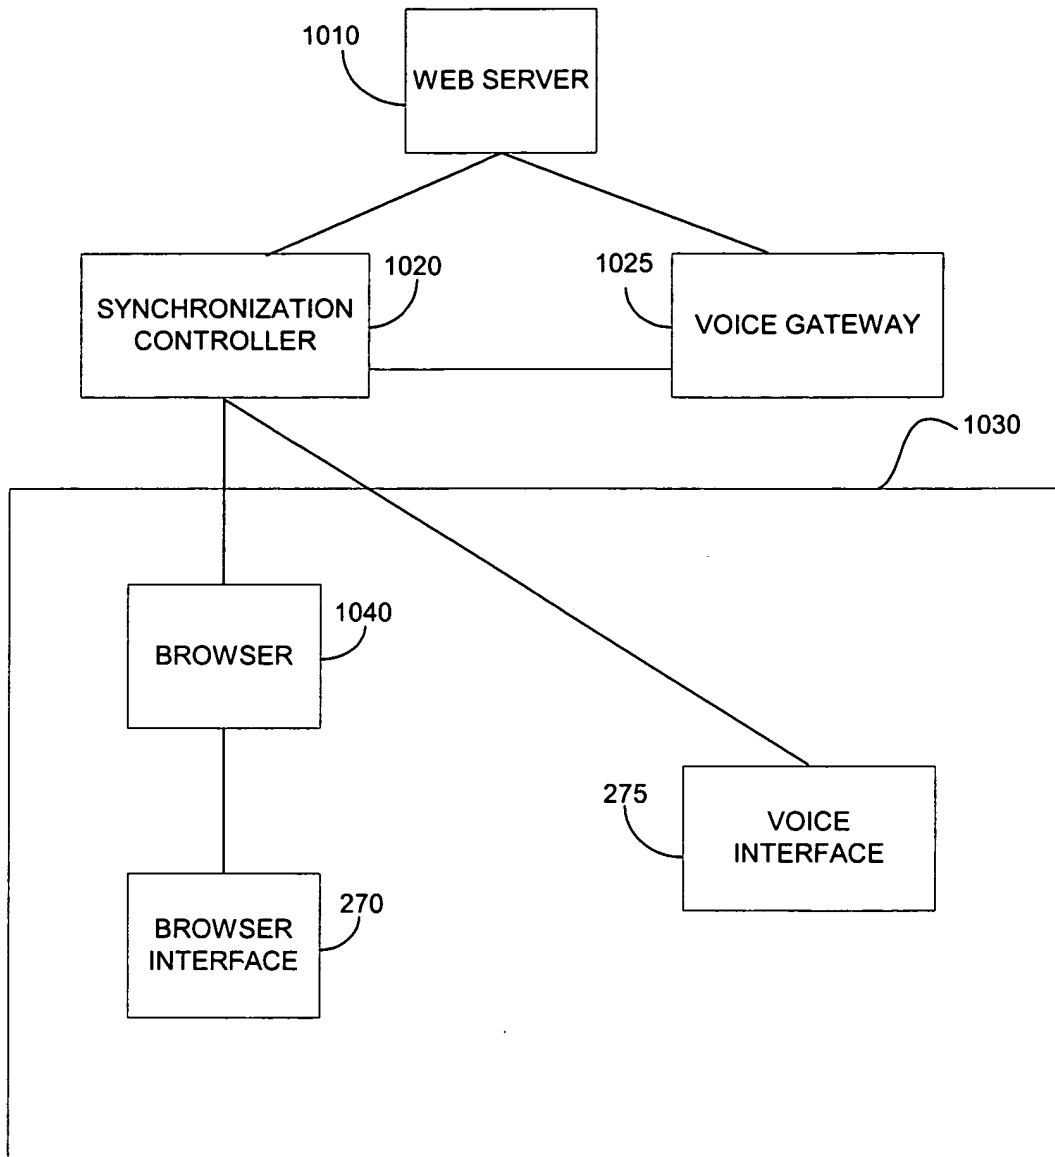 1010
WEB SERVER
1020
1025
SYNCHRONIZATION
CONTROLLER
VOICE GATEWAY
1030
1040
BROWSER
275
VOICE
INTERFACE
270
BROWSER
INTERFACE